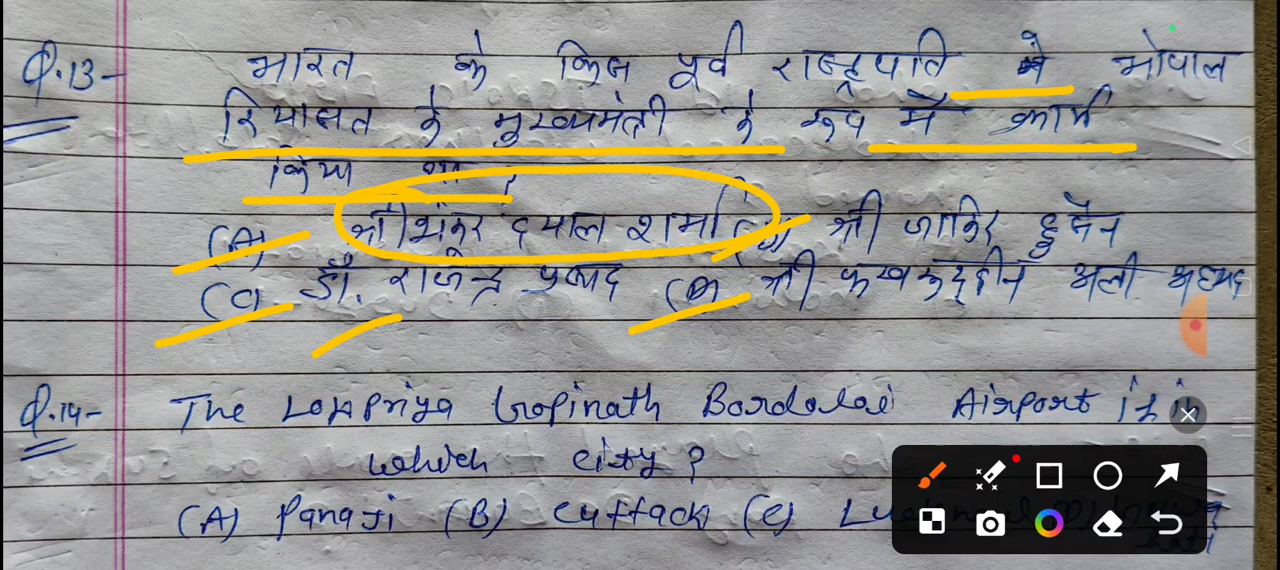 Q.13- भारत के किस पूर्व राष्ट्रपति ने भोपाल
रियासत के मुख्यमंत्री के रूप में कार्य
किया था ?
(A) श्री शंकर दयाल शर्मा (B) श्री जाकिर हुसैन
(C) डॉ. राजेन्द्र प्रसाद (D) श्री फखरुद्दीन अली अहमद
Q.14- The Lokpriya Gopinath Bordoloi Airport is in
which city?
(A) Panaji (B) Cuttack (C)